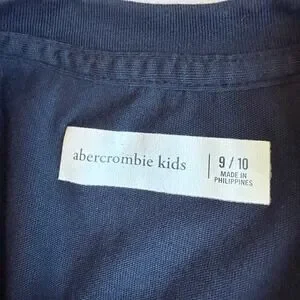 abercrombie kids
9 / 10
MADE IN
PHILIPPINES